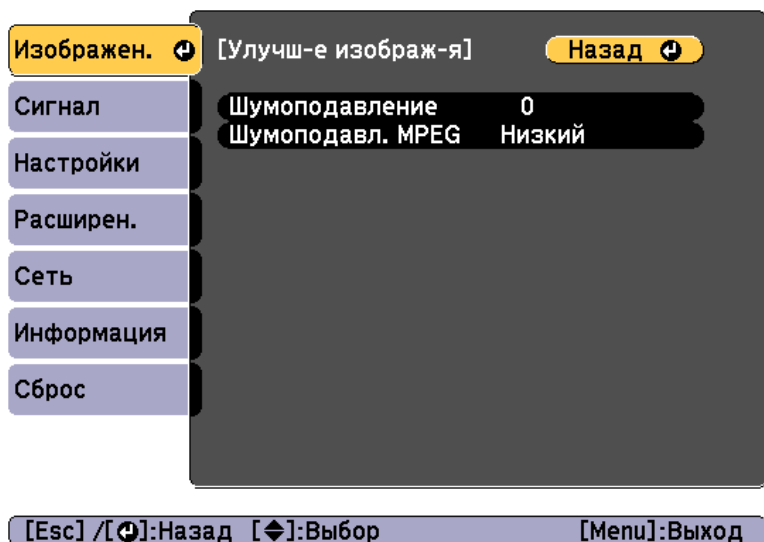 Изображен.
[Улучш-е изображ-я]
Назад
Сигнал
Настройки
Расширен.
Сеть
Информация
Сброс
Шумоподавление 0
Шумоподавл. MPEG Низкий
[Esc] /[ ]:Назад [ ]:Выбор [Menu]:Выход